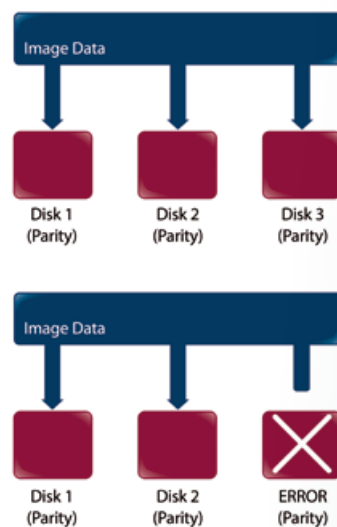 Image Data
Disk 1 Disk 2 Disk 3
(Parity) (Parity) (Parity)
Image Data
Disk 1 Disk 2 ERROR
(Parity) (Parity) (Parity)